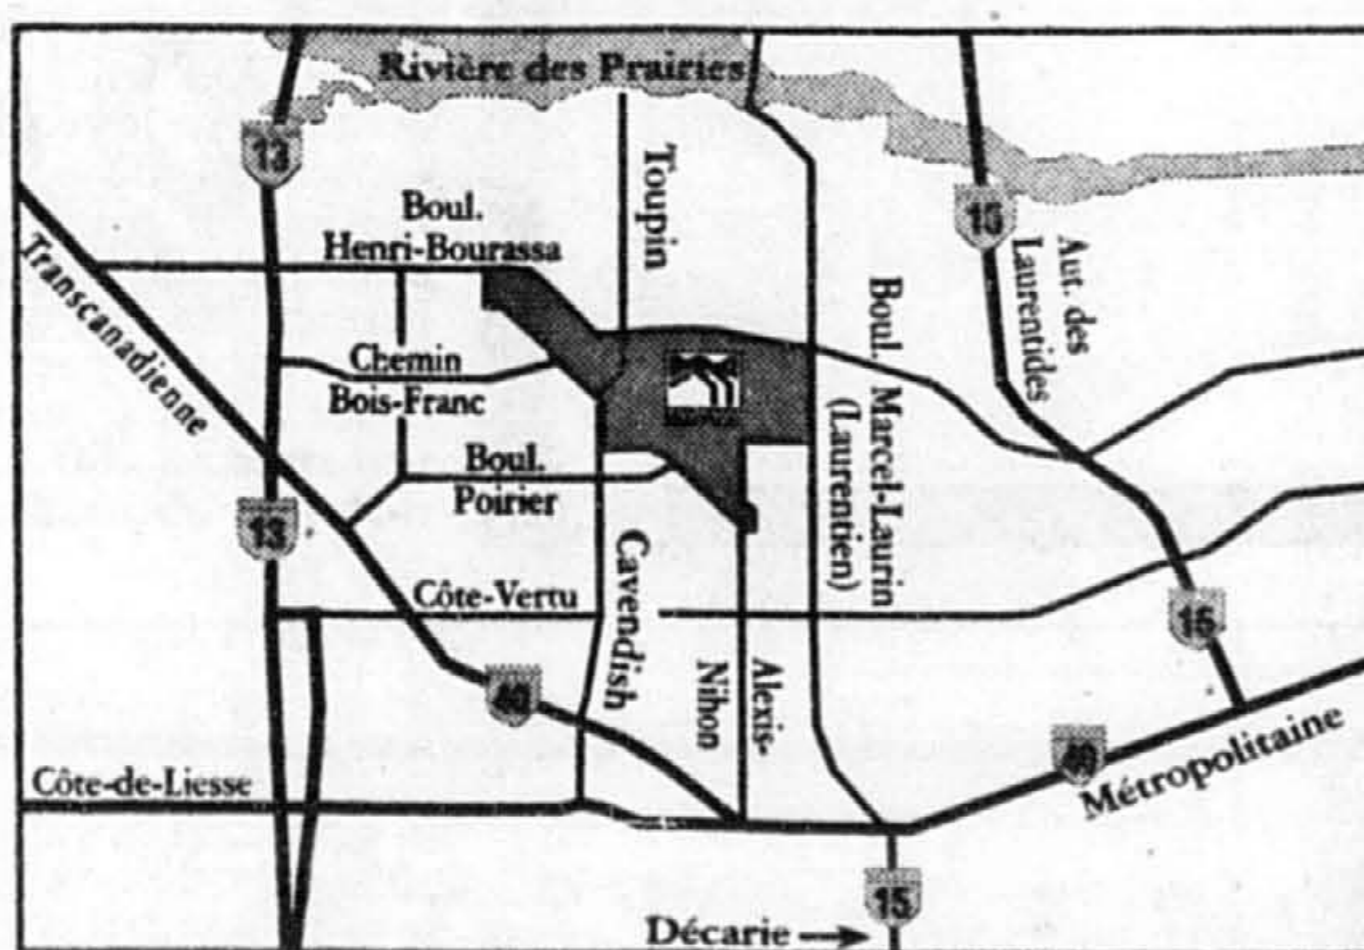 Rivière des Prairies
13
Toupin
15
Boul.
Henri-Bourassa
Aut. des
Laurentides
Transcanadienne
Chemin
Bois-Franc
Boul. Marcel-Laurin
(Laurentien)
Boul.
Poirier
13
Cavendish
Côte-Vertu
15
Alexis-
Nihon
40
40
Métropolitaine
Côte-de-Liesse
15
Décarie